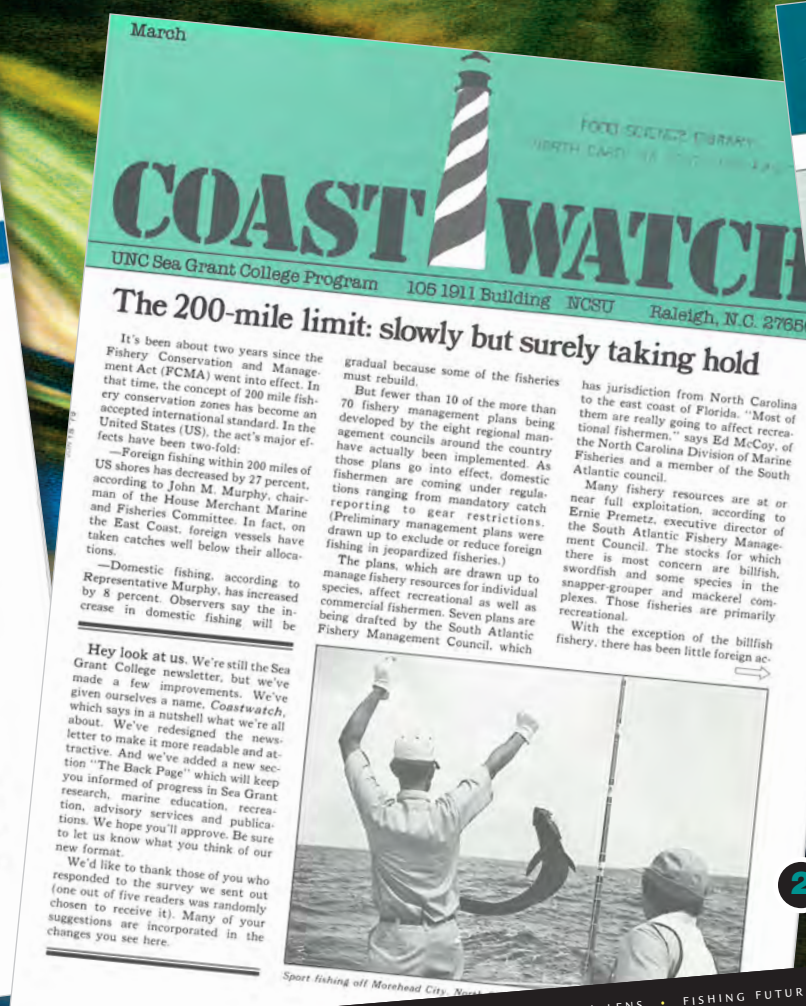 March
FOOD SCIENCE LIBRARY
COAST WATCH
UNC Sea Grant College Program 105 1911 Building NCSU Raleigh, N.C. 2765
The 200-mile limit: slowly but surely taking hold
It's been about two years since the
Fishery Conservation and Manage-
ment Act (FCMA) went into effect. In
that time, the concept of 200 mile fish-
ery conservation zones has become an
accepted international standard. In the
United States (US), the act's major ef-
fects have been two-fold:
—Foreign fishing within 200 miles of
US shores has decreased by 27 percent,
according to John M. Murphy, chair-
man of the House Merchant Marine
and Fisheries Committee. In fact, on
the East Coast, foreign vessels have
taken catches well below their alloca-
tions.
—Domestic fishing, according to
Representative Murphy, has increased
by 8 percent. Observers say the in-
crease in domestic fishing will be
gradual because some of the fisheries
must rebuild.
But fewer than 10 of the more than
70 fishery management plans being
developed by the eight regional man-
agement councils around the country
have actually been implemented. As
those plans go into effect, domestic
fishermen are coming under regula-
tions ranging from mandatory catch
reporting to gear restrictions.
(Preliminary management plans were
drawn up to exclude or reduce foreign
fishing in jeopardized fisheries.)
The plans, which are drawn up to
manage fishery resources for individual
species, affect recreational as well as
commercial fishermen. Seven plans are
being drafted by the South Atlantic
Fishery Management Council, which
has jurisdiction from North Carolina
to the east coast of Florida. "Most of
them are really going to affect recrea-
tional fishermen," says Ed McCoy, of
the North Carolina Division of Marine
Fisheries and a member of the South
Atlantic council.
Many fishery resources are at or
near full exploitation, according to
Ernie Premetz, executive director of
the South Atlantic Fishery Manage-
ment Council. The stocks for which
there is most concern are billfish,
swordfish and some species in the
snapper-grouper and mackerel com-
plexes. Those fisheries are primarily
recreational.
With the exception of the billfish
fishery, there has been little foreign ac-
Hey look at us. We're still the Sea
Grant College newsletter, but we've
made a few improvements. We've
given ourselves a name, Coastwatch,
which says in a nutshell what we're all
about. We've redesigned the news-
letter to make it more readable and at-
tractive. And we've added a new sec-
tion "The Back Page" which will keep
you informed of progress in Sea Grant
research, marine education, recrea-
tion, advisory services and publica-
tions. We hope you'll approve. Be sure
to let us know what you think of our
new format.
We'd like to thank those of you who
responded to the survey we sent out
(one out of five readers was randomly
chosen to receive it). Many of your
suggestions are incorporated in the
changes you see here.
Sport fishing off Morehead City, North
2
LENS • FISHING FUTUR